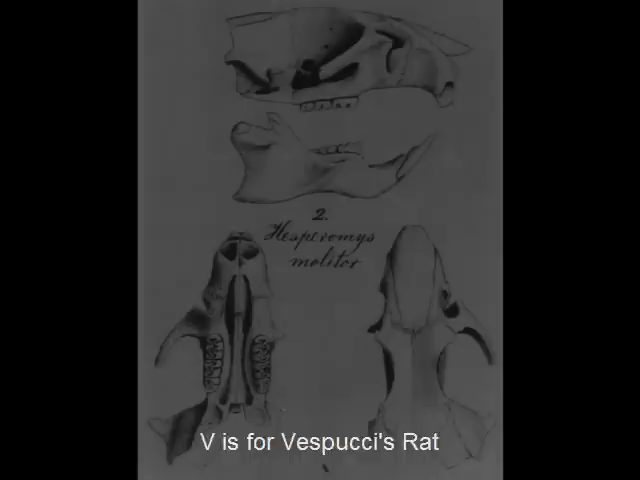 2.
Hesperomys
molitor
V is for Vespucci's Rat